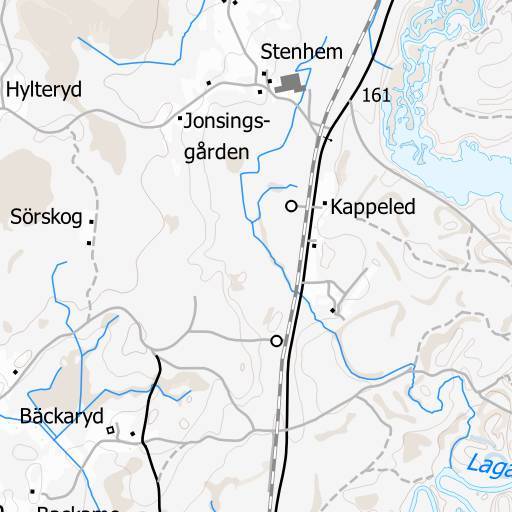 Stenhem
Hylteryd
161
Jonsings-
gården
Kappeled
Sörskog
Bäckaryd
Laga